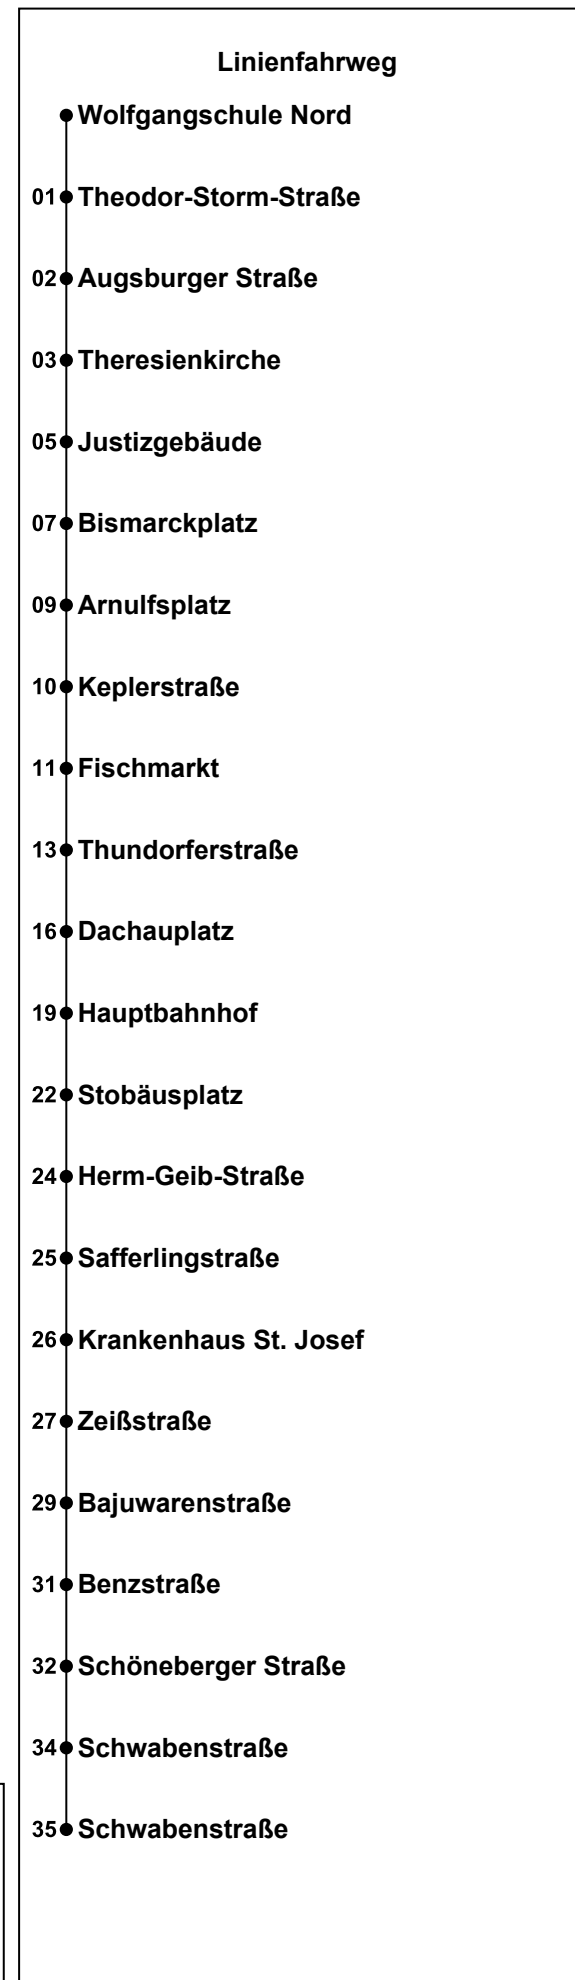 Linienfahrweg
Wolfgangschule Nord
01 Theodor-Storm-Straße
02 Augsburger Straße
03 Theresienkirche
05 Justizgebäude
07 Bismarckplatz
09 Arnulfsplatz
10 Keplerstraße
11 Fischmarkt
13 Thundorferstraße
16 Dachauplatz
19 Hauptbahnhof
22 Stobäusplatz
24 Herm-Geib-Straße
25 Safferlingstraße
26 Krankenhaus St. Josef
27 Zeißstraße
29 Bajuwarenstraße
31 Benzstraße
32 Schöneberger Straße
34 Schwabenstraße
35 Schwabenstraße